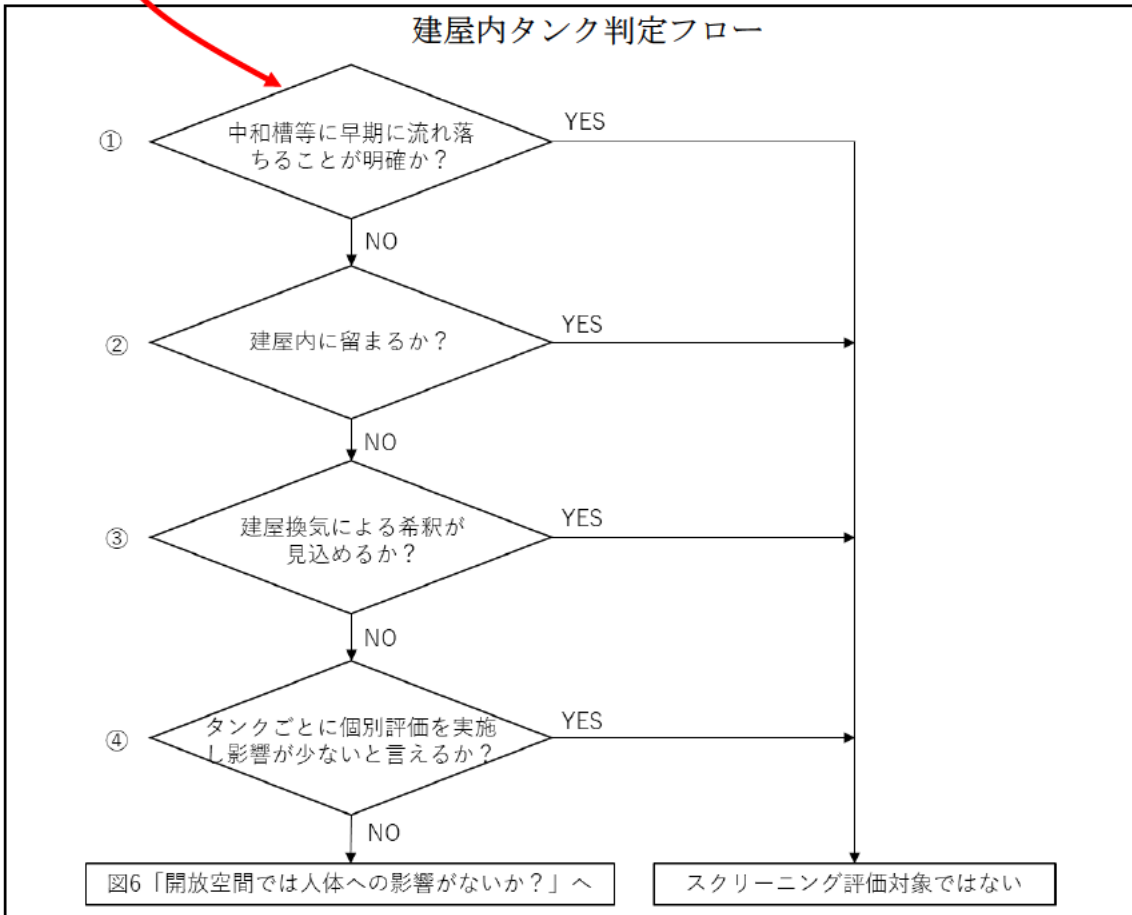 建屋内タンク判定フロー
①
中和槽等に早期に流れ落
ちることが明確か？
YES
NO
②
建屋内に留まるか？
YES
NO
③
建屋換気による希釈が
見込めるか？
YES
NO
④
タンクごとに個別評価を実施
し影響が少ないと言えるか？
YES
NO
図6「開放空間では人体への影響がないか？」へ
スクリーニング評価対象ではない